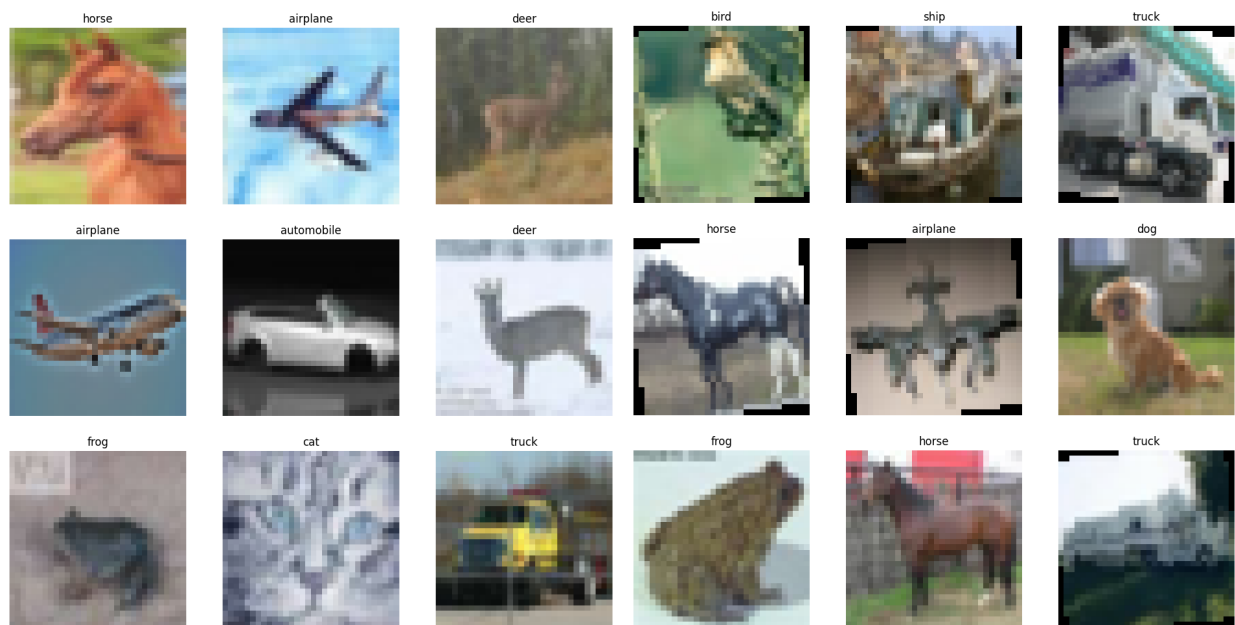 horse airplane deer bird ship truck
airplane automobile deer horse airplane dog
frog cat truck frog horse truck